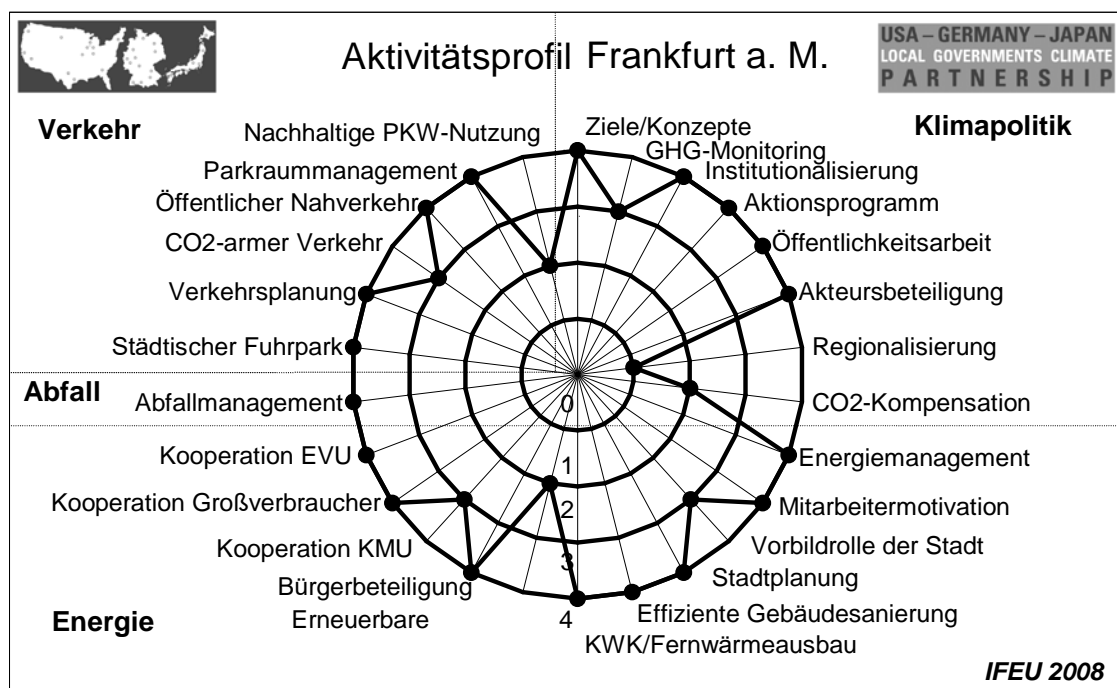 Aktivitätsprofil Frankfurt a. M.
USA – GERMANY – JAPAN
LOCAL GOVERNMENTS CLIMATE
PARTNERSHIP
Verkehr
Klimapolitik
Abfall
Energie
Ziele/Konzepte
GHG-Monitoring
Institutionalisierung
Aktionsprogramm
Öffentlichkeitsarbeit
Akteursbeteiligung
Regionalisierung
CO2-Kompensation
Energiemanagement
Mitarbeitermotivation
Vorbildrolle der Stadt
Stadtplanung
Effiziente Gebäudesanierung
KWK/Fernwärmeausbau
Erneuerbare
Bürgerbeteiligung
Kooperation KMU
Kooperation Großverbraucher
Kooperation EVU
Abfallmanagement
Städtischer Fuhrpark
Verkehrsplanung
CO2-armer Verkehr
Öffentlicher Nahverkehr
Parkraummanagement
Nachhaltige PKW-Nutzung
0
1
2
3
4
IFEU 2008